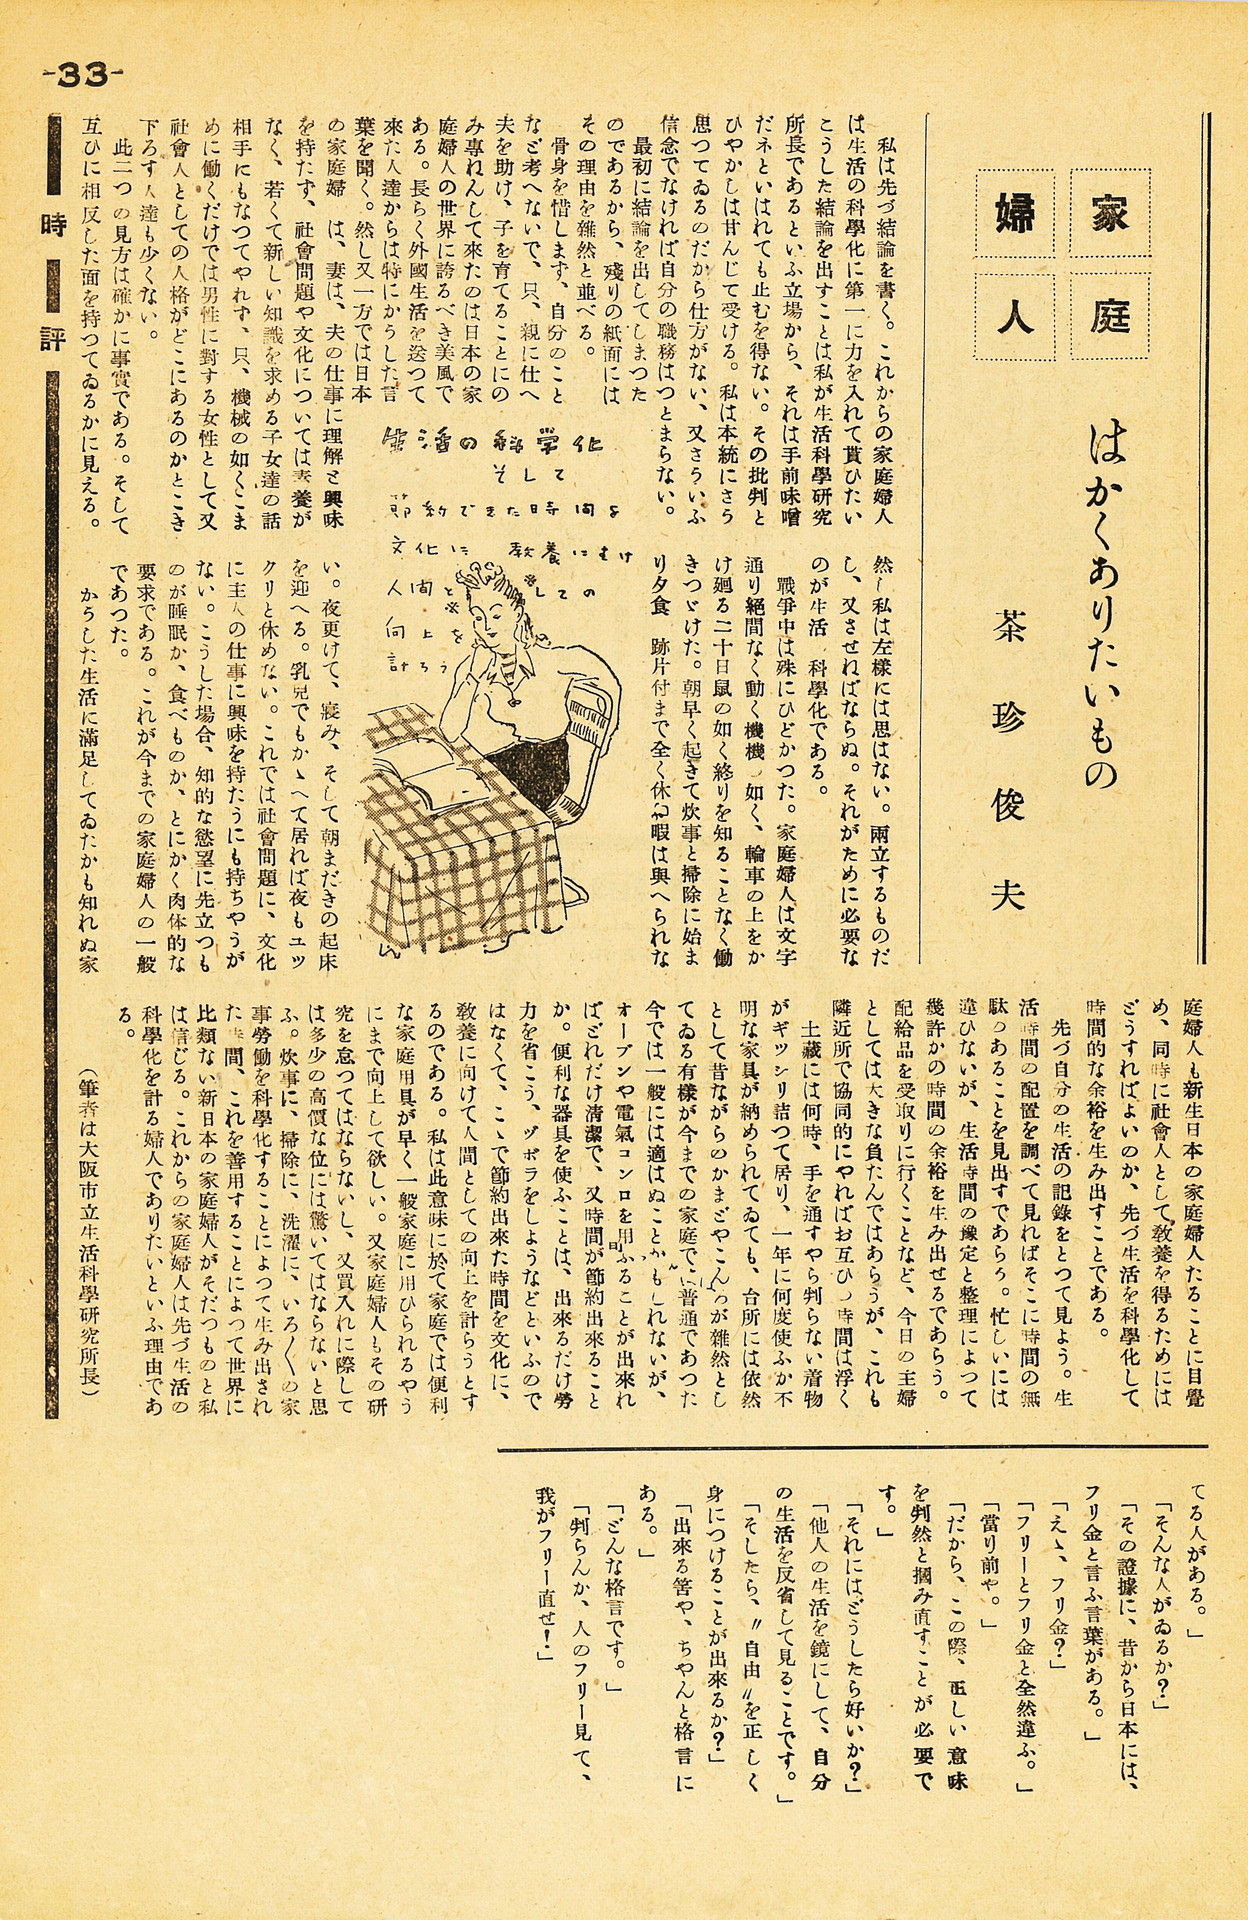 -33-
家庭
婦人
はかくありたいもの
茶珍俊夫
私は先づ結論を書く。これからの家庭婦人
は生活の科學化に第一に力を入れて貰ひたい
こうした結論を出すことは私が生活科學研究
所長であるといふ立場から、それは手前味噌
だネといはれても止むを得ない。その批判と
ひやかしは甘んじて受ける。私は本統にさう
思つてゐるのだから仕方がない、又さういふ
信念でなければ自分の職務はつとまらない。
最初に結論を出してしまつた
のであるから、殘りの紙面には
その理由を雑然と並べる。
骨身を惜します、自分のこと
など考へないで、只、親に仕へ
夫を助け、子を育てることにの
み專ねんして來たのは日本の家
庭婦人の世界に誇るべき美風で
ある。長らく外國生活を送つて
來た人達からは特にかうした言
葉を聞く。然し又一方では日本
の家庭婦 は、妻は、夫の仕事に理解と興味
を持たず、社會問題や文化については素養が
なく、若くて新しい知識を求める子女達の話
相手にもなつてやれず、只、機械の如くこま
めに働くだけでは男性に對する女性として又
社會人としての人格がどこにあるのかとこき
下ろす人達も少くない。
此二つの見方は確かに事實である。そして
互ひに相反した面を持つてゐるかに見える。
生活の科学化
そして
節約できた時間を
文化に 教養にむけ
人間としての
向上を
計ろう
然し私は左様には思はない。兩立するものだ
し、又させねばならぬ。それがために必要な
のが生活 科學化である。
戰爭中は殊にひどかつた。家庭婦人は文字
通り絕間なく動く機機の如く、輪車の上をか
け廻る二十日鼠の如く終りを知ることなく働
きつゞけた。朝早く起きて炊事と掃除に始ま
り夕食 跡片付まで全く休む暇は與へられな
い。夜更けて、寢み、そして朝まだきの起床
を迎へる。乳兒でもかゝへて居れば夜もユッ
クリと休めない。これでは社會問題に、文化
に主人の仕事に興味を持たうにも持ちやうが
ない。こうした場合、知的な慾望に先立つも
のが睡眠か、食べものか、とにかく肉体的な
要求である。これが今までの家庭婦人の一般
であつた。
かうした生活に滿足してゐたかも知れぬ家
庭婦人も新生日本の家庭婦人たることに目覺
め、同時に社會人として敎養を得るためには
どうすればよいのか、先づ生活を科學化して
時間的な余裕を生み出すことである。
先づ自分の生活の記錄をとつて見よう。生
活時間の配置を調べて見ればそこに時間の無
駄のあることを見出すであらう。忙しいには
違ひないが、生活時間の豫定と整理によつて
幾許かの時間の余裕を生み出せるであらう。
配給品を受取りに行くことなど、今日の主婦
としては大きな負たんではあらうが、これも
隣近所で協同的にやればお互ひの時間は浮く
土藏には何時、手を通すやら判らない着物
がギッシリ詰つて居り、一年に何度使ふか不
明な家具が納められてゐても、台所には依然
として昔ながらのかまどやこんろが雜然とし
てゐる有様が今までの家庭では普通であつた
今では一般には適はぬことかもしれないが、
オーブンや電氣コンロを用ふることが出來れ
ばどれだけ清潔で、又時間が節約出來ること
か。便利な器具を使ふことは、出來るだけ勞
力を省こう、ヅボラをしようなどといふので
はなくて、こゝで節約出來た時間を文化に、
敎養に向けて人間としての向上を計らうとす
るのである。私は此意味に於て家庭では便利
な家庭用具が早く一般家庭に用ひられるやう
にまで向上して欲しい。又家庭婦人もその研
究を怠つてはならないし、又買入れに際して
は多少の高價な位には驚いてはならないと思
ふ。炊事に、掃除に、洗濯に、いろ〱の家
事勞働を科學化することによつて生み出され
た時間、これを善用することによつて世界に
比類ない新日本の家庭婦人がそだつものと私
は信じる。これからの家庭婦人は先づ生活の
科學化を計る婦人でありたいといふ理由であ
る。
（筆者は大阪市立生活科學研究所長）
時評
てる人がある。」
「そんな人がゐるか？」
「その證據に、昔から日本には、
フリ金と言ふ言葉がある。」
「えゝ、フリ金？」
「フリーとフリ金と全然違ふ。」
「當り前や。」
「だから、この際、正しい意味
を判然と摑み直すことが必要で
す。」
「それにはどうしたら好いか？」
「他人の生活を鏡にして、自分
の生活を反省して見ることです。」
「そしたら、〃自由〃を正しく
身につけることが出來るか？」
「出來る筈や、ちやんと格言に
ある。」
「どんな格言です。」
「判らんか、人のフリー見て、
我がフリー直せ！」